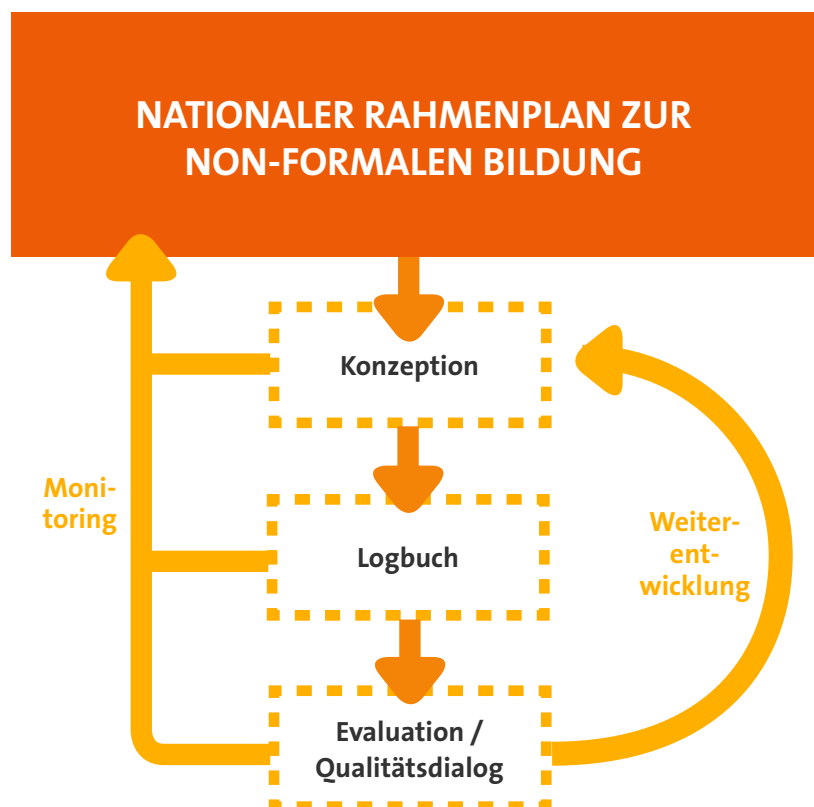 NATIONALER RAHMENPLAN ZUR
NON-FORMALEN BILDUNG
Konzeption
Moni-
toring
Logbuch
Weiter-
ent-
wicklung
Evaluation /
Qualitätsdialog